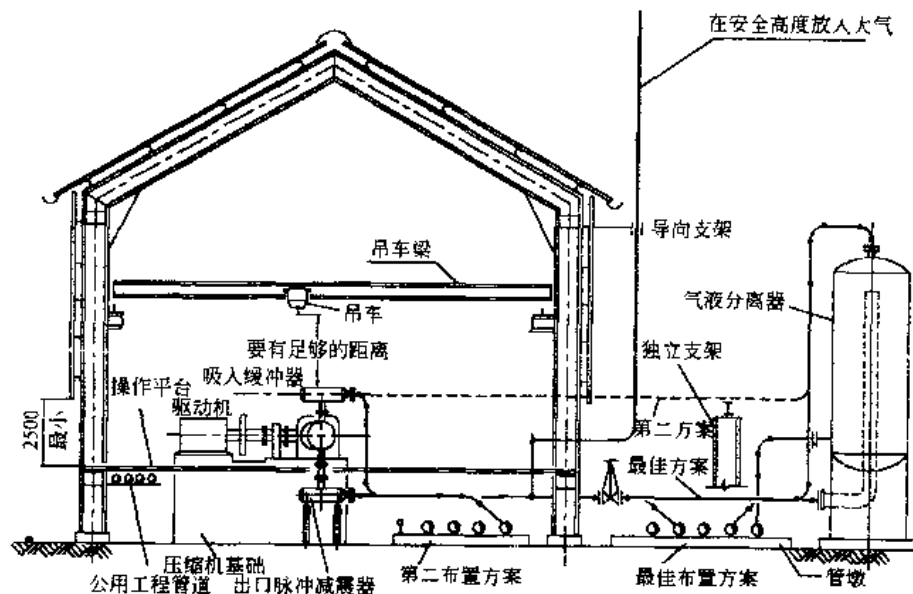 在安全高度放入大气
导向支架
吊车梁
吊车
气液分离器
要有足够的距离
独立支架
吸入缓冲器
操作平台
驱动机
2500
最小
第二方案
最佳方案
压缩机基础
公用工程管道
出口脉冲减震器
第二布置方案
最佳布置方案
管墩